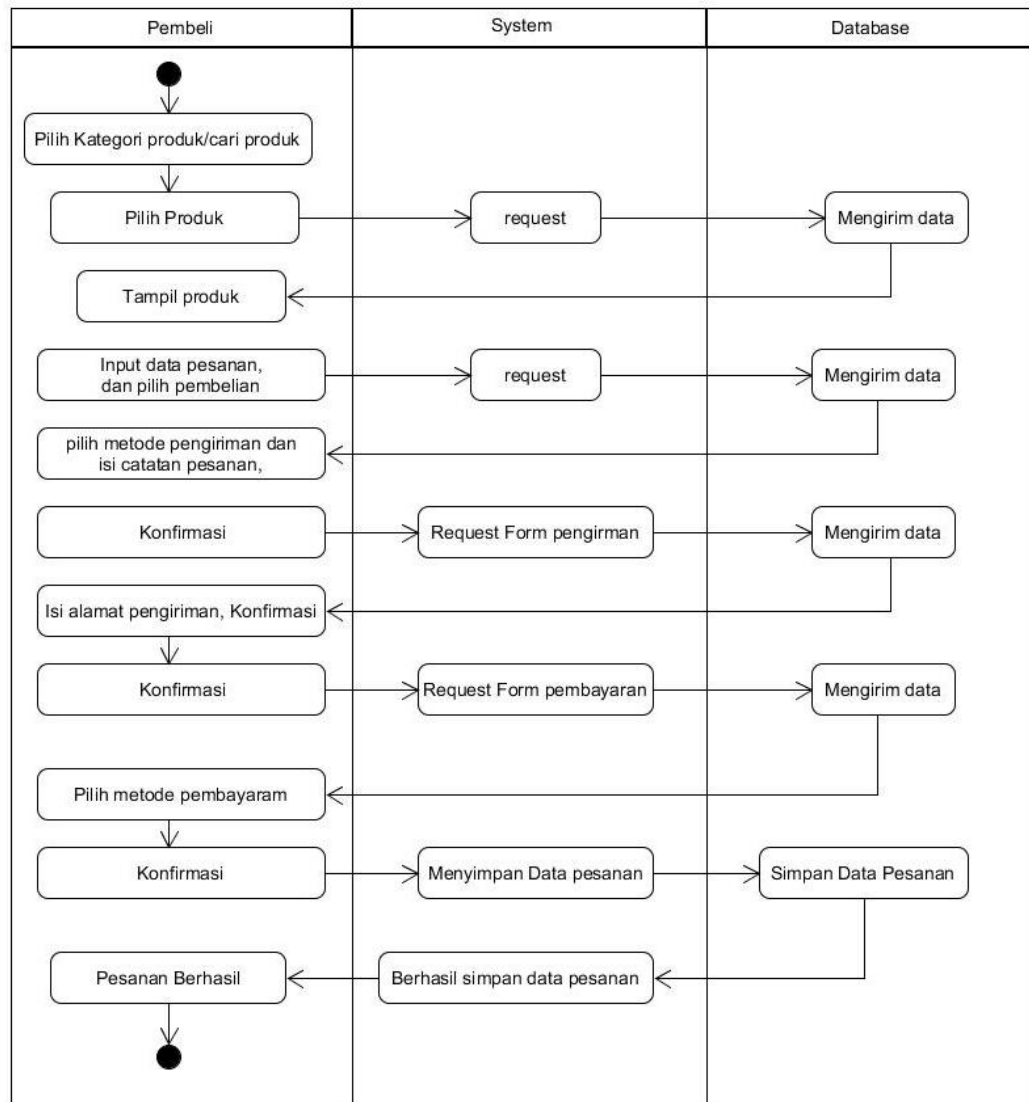 Pembeli
System
Database
Pilih Kategori produk/cari produk
Pilih Produk
request
Mengirim data
Tampil produk
Input data pesanan,
dan pilih pembelian
request
Mengirim data
pilih metode pengiriman dan
isi catatan pesanan,
Konfirmasi
Request Form pengirman
Mengirim data
Isi alamat pengiriman, Konfirmasi
Konfirmasi
Request Form pembayaran
Mengirim data
Pilih metode pembayaram
Konfirmasi
Menyimpan Data pesanan
Simpan Data Pesanan
Pesanan Berhasil
Berhasil simpan data pesanan